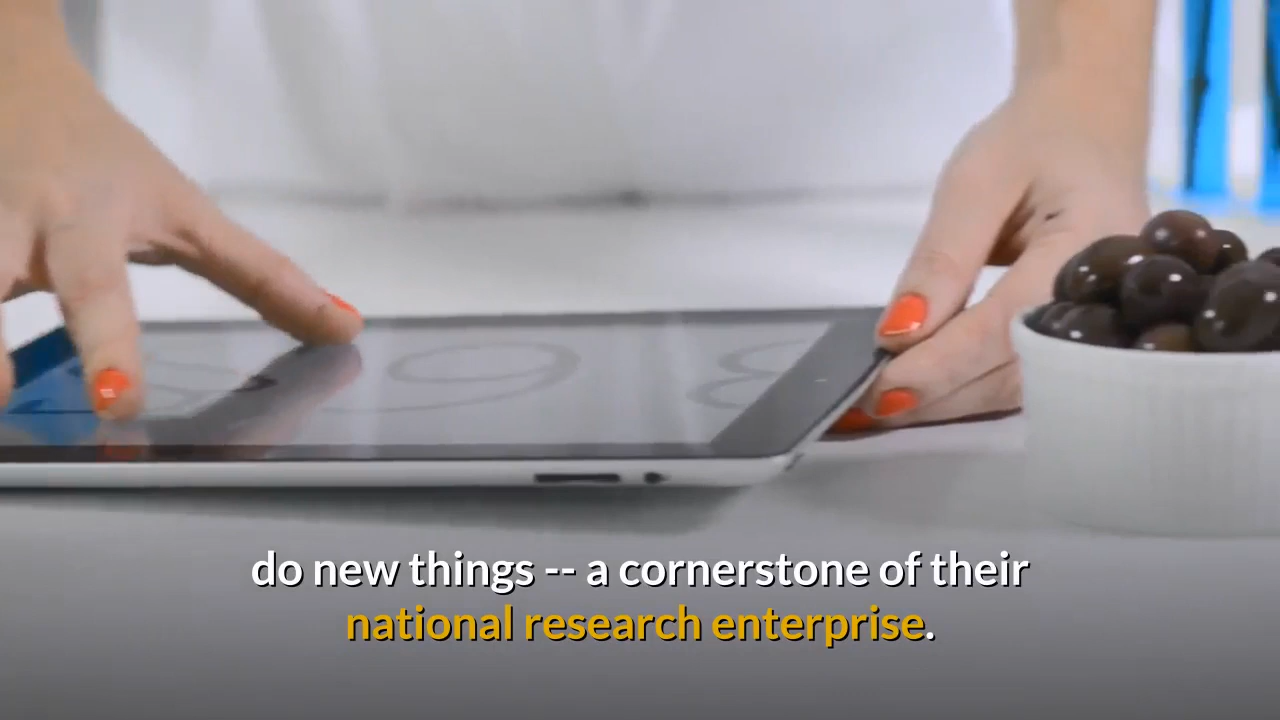 do new things -- a cornerstone of their
national research enterprise.